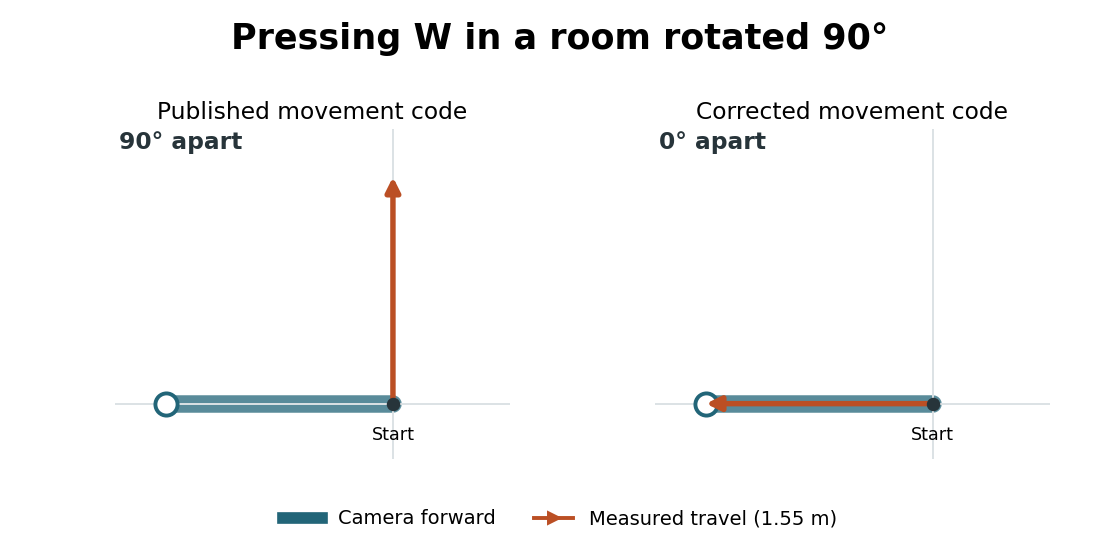 Pressing W in a room rotated 90°
Published movement code
90° apart
Start
Corrected movement code
0° apart
Start
Camera forward
Measured travel (1.55 m)